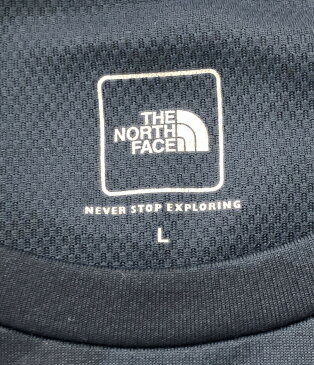 THE
NORTH
FACE
NEVER STOP EXPLORING
L